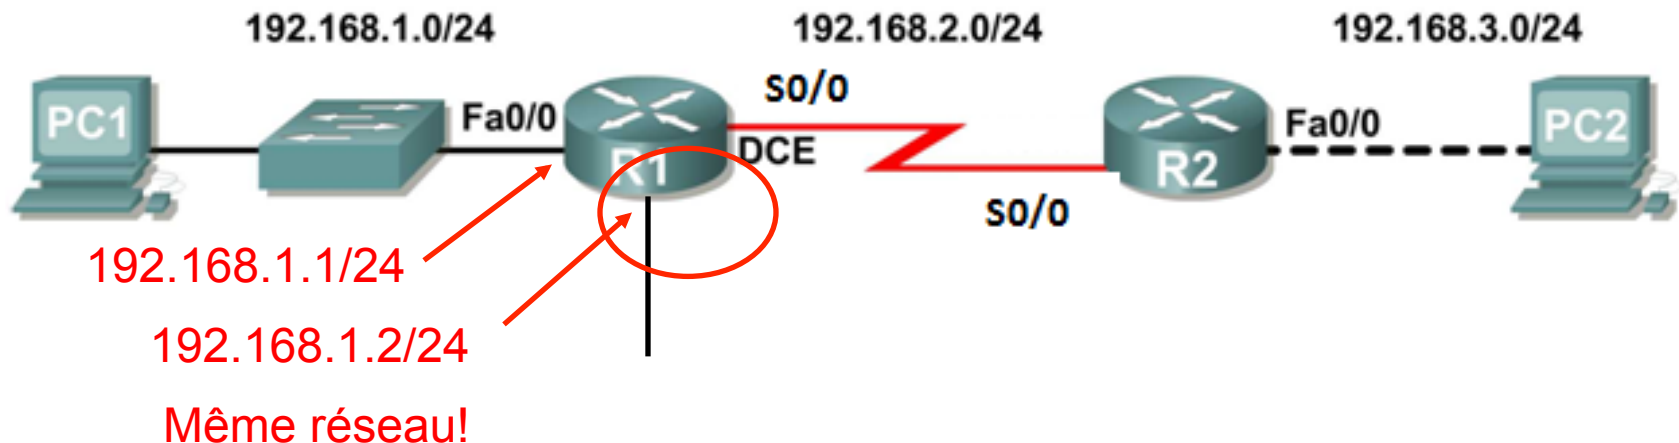 192.168.1.0/24
192.168.2.0/24
192.168.3.0/24
PC1
Fa0/0
R1
S0/0
DCE
S0/0
R2
Fa0/0
PC2
192.168.1.1/24
192.168.1.2/24
Même réseau!